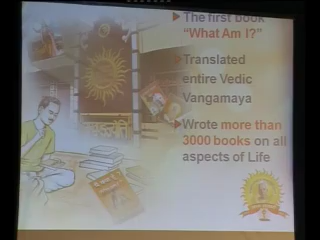 The first book
"What Am I?"
Translated
entire Vedic
Vangamaya
Wrote more than
3000 books on all
aspects of Life